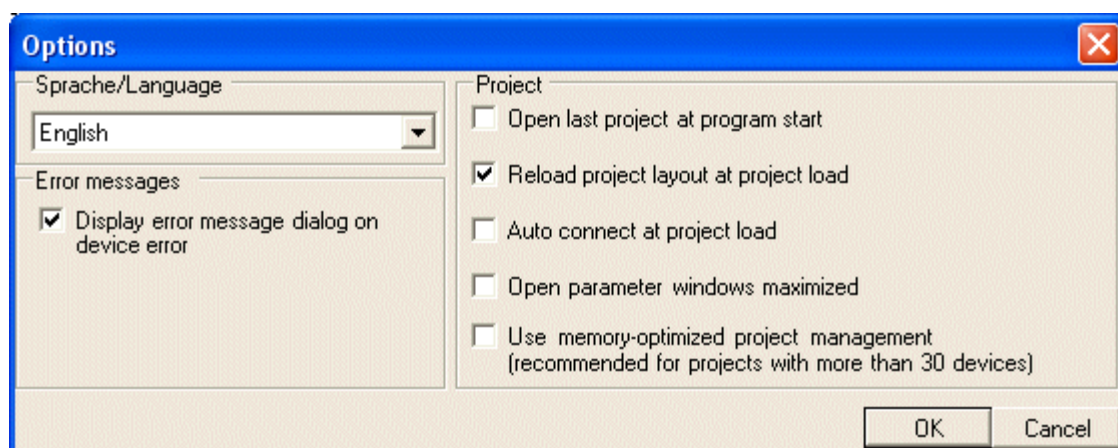 Options
Sprache/Language
English
Error messages
Display error message dialog on
device error
Project
Open last project at program start
Reload project layout at project load
Auto connect at project load
Open parameter windows maximized
Use memory-optimized project management
(recommended for projects with more than 30 devices)
OK
Cancel